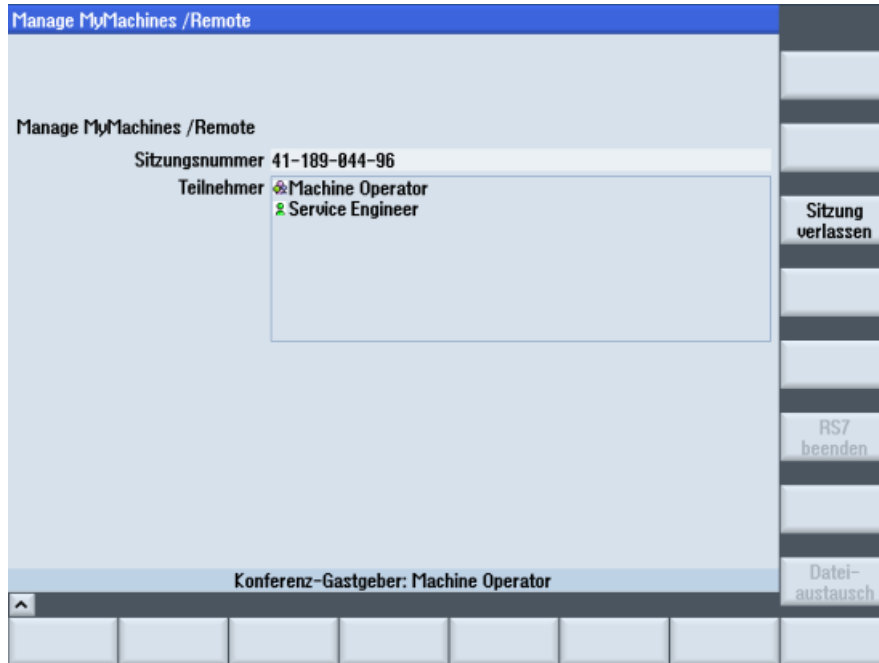 Manage MyMachines /Remote
Manage MyMachines /Remote
Sitzungsnummer 41-189-044-96
Teilnehmer Machine Operator
Service Engineer
Sitzung
verlassen
RS7
beenden
Datei-
austausch
Konferenz-Gastgeber: Machine Operator